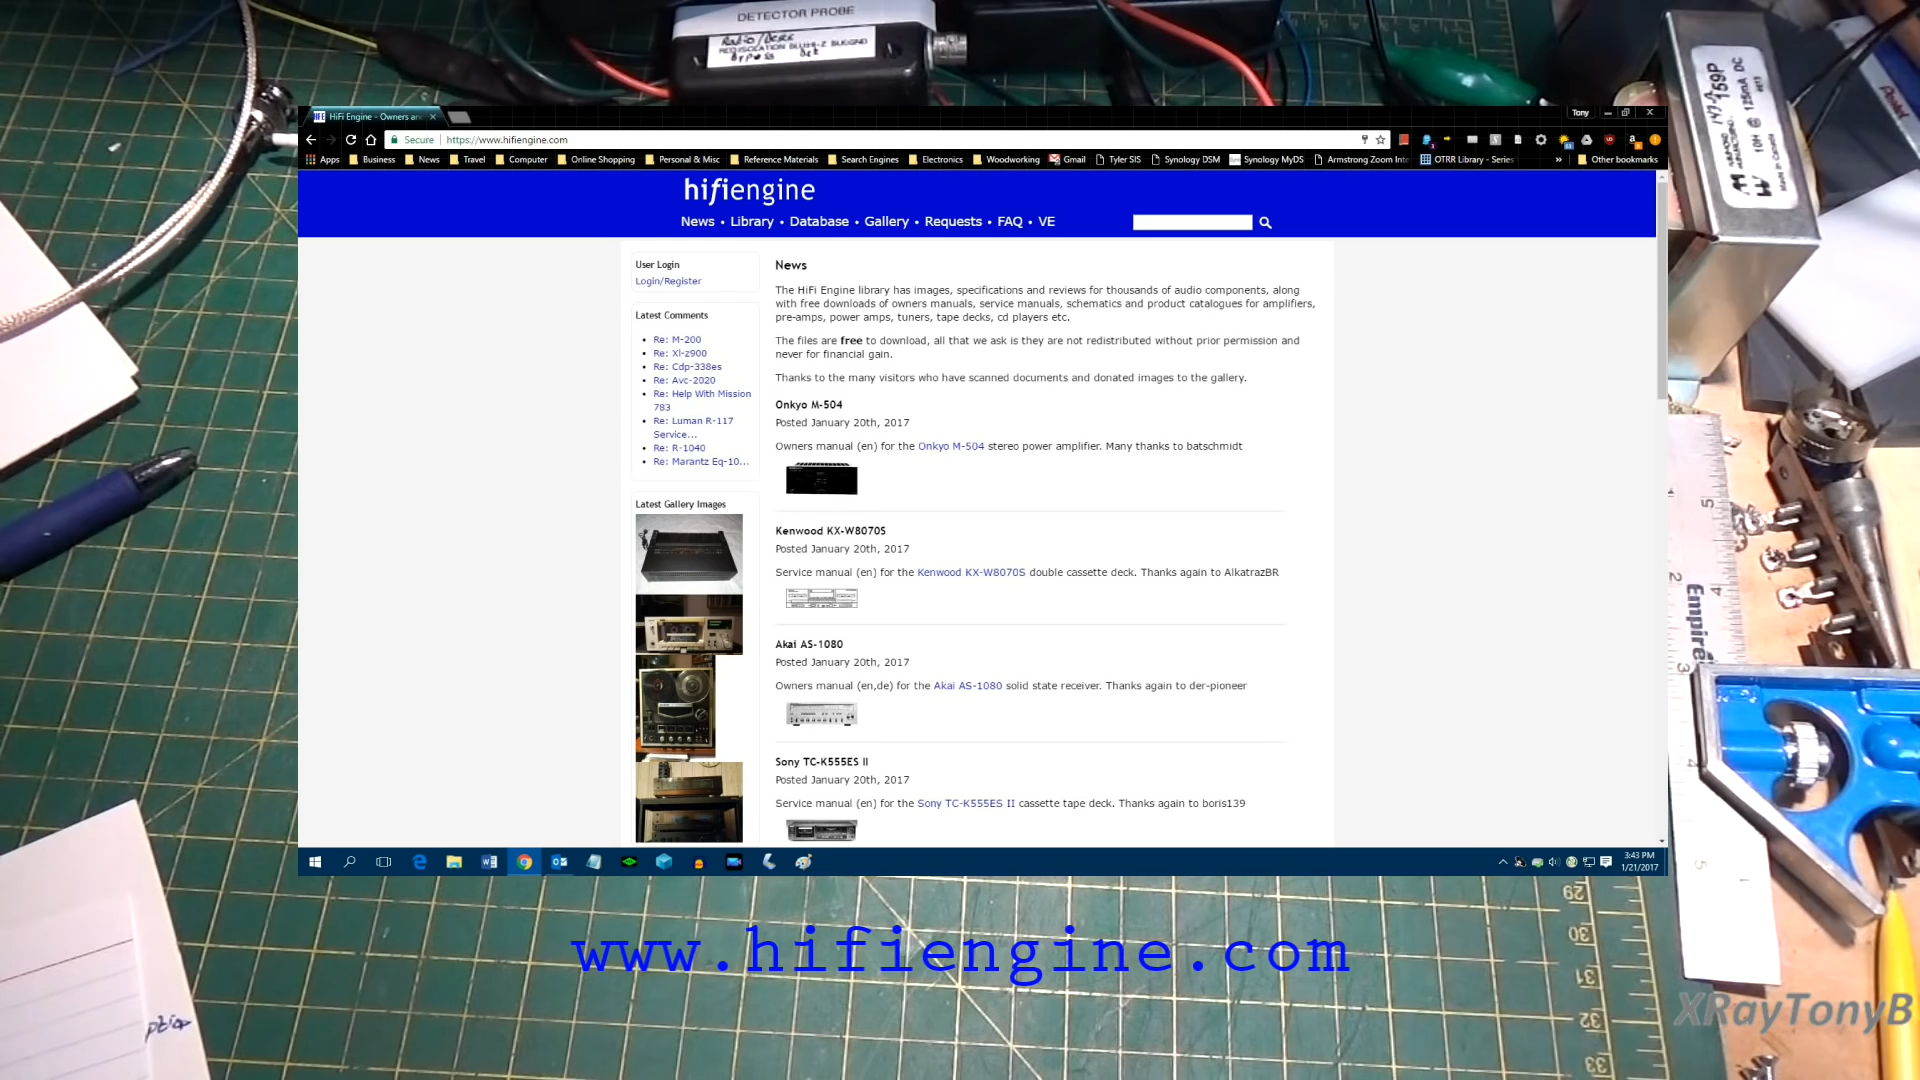 DETECTOR PROBE
159P
10H @ 125mA DC
HiFi Engine - Owners an
Tony
Secure https://www.hifiengine.com
Apps Business News Travel Computer Online Shopping Personal & Misc Reference Materials Search Engines Electronics Woodworking Gmail Tyler SIS Synology DSM Synology MyDS Armstrong Zoom Inte OTRR Library - Series » Other bookmarks
hifiengine
News • Library • Database • Gallery • Requests • FAQ • VE
User Login
Login/Register
Latest Comments
Re: M-200
Re: Xl-z900
Re: Cdp-338es
Re: Avc-2020
Re: Help With Mission
783
Re: Luman R-117
Service...
Re: R-1040
Re: Marantz Eq-10...
Latest Gallery Images
News
The HiFi Engine library has images, specifications and reviews for thousands of audio components, along
with free downloads of owners manuals, service manuals, schematics and product catalogues for amplifiers,
pre-amps, power amps, tuners, tape decks, cd players etc.
The files are free to download, all that we ask is they are not redistributed without prior permission and
never for financial gain.
Thanks to the many visitors who have scanned documents and donated images to the gallery.
Onkyo M-504
Posted January 20th, 2017
Owners manual (en) for the Onkyo M-504 stereo power amplifier. Many thanks to batschmidt
Kenwood KX-W8070S
Posted January 20th, 2017
Service manual (en) for the Kenwood KX-W8070S double cassette deck. Thanks again to AlkatrazBR
Akai AS-1080
Posted January 20th, 2017
Owners manual (en,de) for the Akai AS-1080 solid state receiver. Thanks again to der-pioneer
Sony TC-K555ES II
Posted January 20th, 2017
Service manual (en) for the Sony TC-K555ES II cassette tape deck. Thanks again to boris139
3:43 PM
1/21/2017
Empire
5
2
4
3
29
30
31
32
33
www.hifiengine.com
XRayTonyB